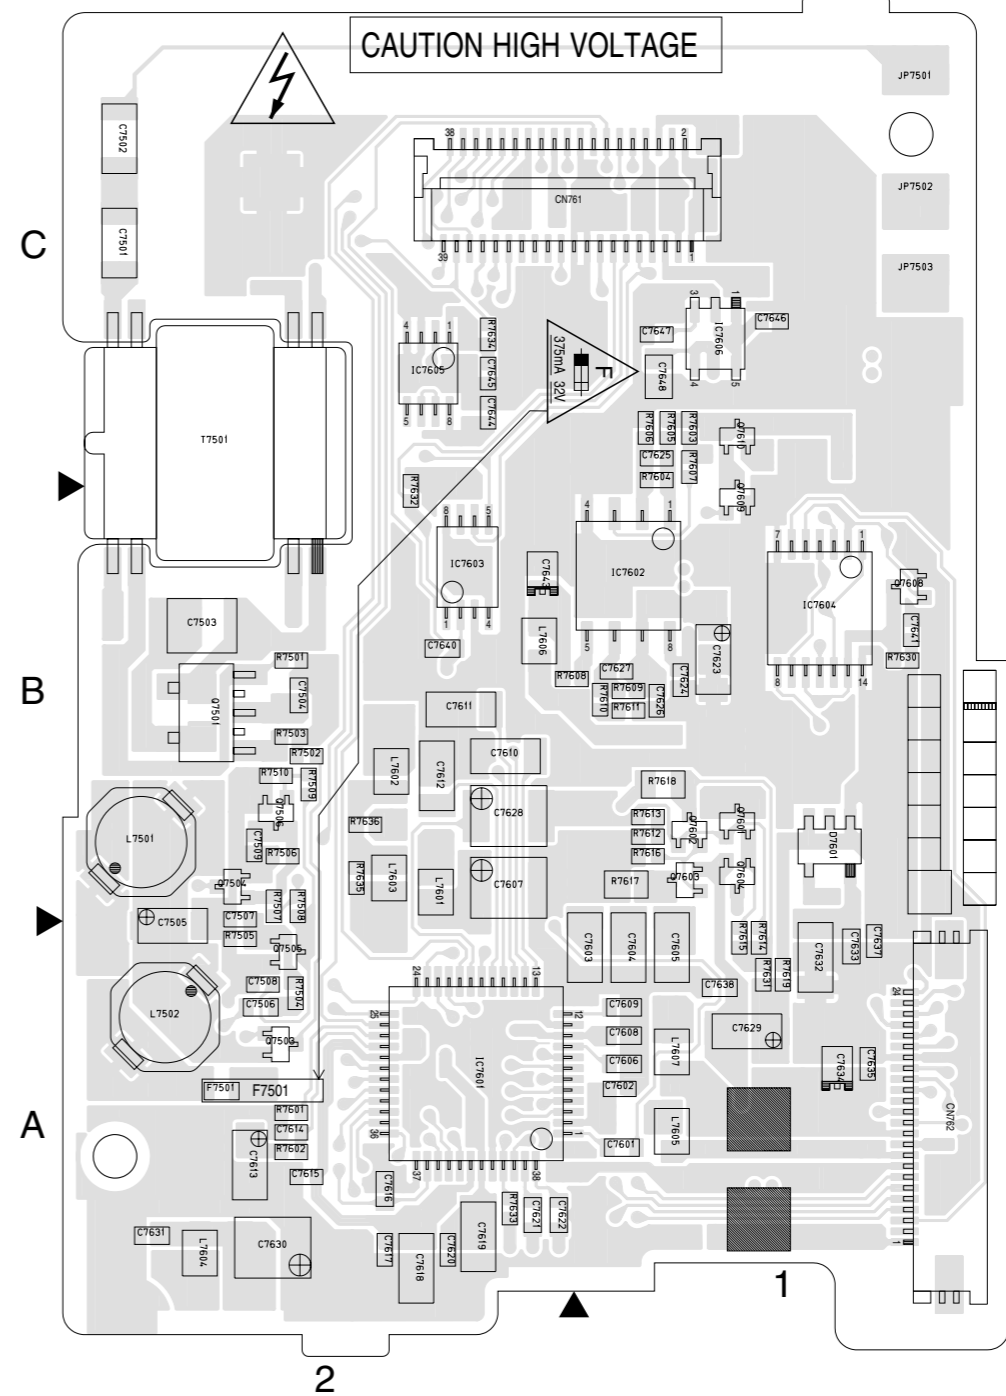 CAUTION HIGH VOLTAGE
JP7501
C7502
38
2
CN761
JP7502
C
C7501
39
1
JP7503
3
1
4
1
R7634
C7647
IC7606
C7646
IC7605
C7645
375mA 32V
F
C7648
4
5
5
8
C7644
R7606
R7605
R7603
Q7610
T7501
C7625
R7604
R7607
R7632
Q7609
8
5
4
1
7
1
IC7603
C7643
IC7602
Q7608
IC7604
C7503
1
4
C7641
L7606
5
8
C7623
C7640
R7501
C7627
R7630
R7608
C7624
8
14
B
Q7501
C7504
R7609
R7610
C7626
C7611
R7611
R7503
R7502
C7610
R7510
R7509
L7602
C7612
R7618
Q7506
C7628
R7613
Q7602
Q7601
L7501
R7636
R7612
D7601
C7509
R7506
R7616
Q7504
R7635
L7603
L7601
C7607
R7617
Q7603
Q7604
C7505
C7507
R7507
R7508
R7505
Q7505
C7603
C7604
C7605
R7615
R7614
C7632
C7633
C7637
24
13
R7631
R7619
C7508
R7504
C7638
24
L7502
C7506
25
12
C7609
Q7503
C7608
C7629
IC7601
L7607
C7606
C7634
C7635
F7501
F7501
C7602
R7601
CN762
A
C7614
36
1
L7605
R7602
C7613
C7601
C7615
37
38
C7616
R7633
C7621
C7622
C7631
L7604
C7630
C7617
C7618
C7620
C7619
1
1
2